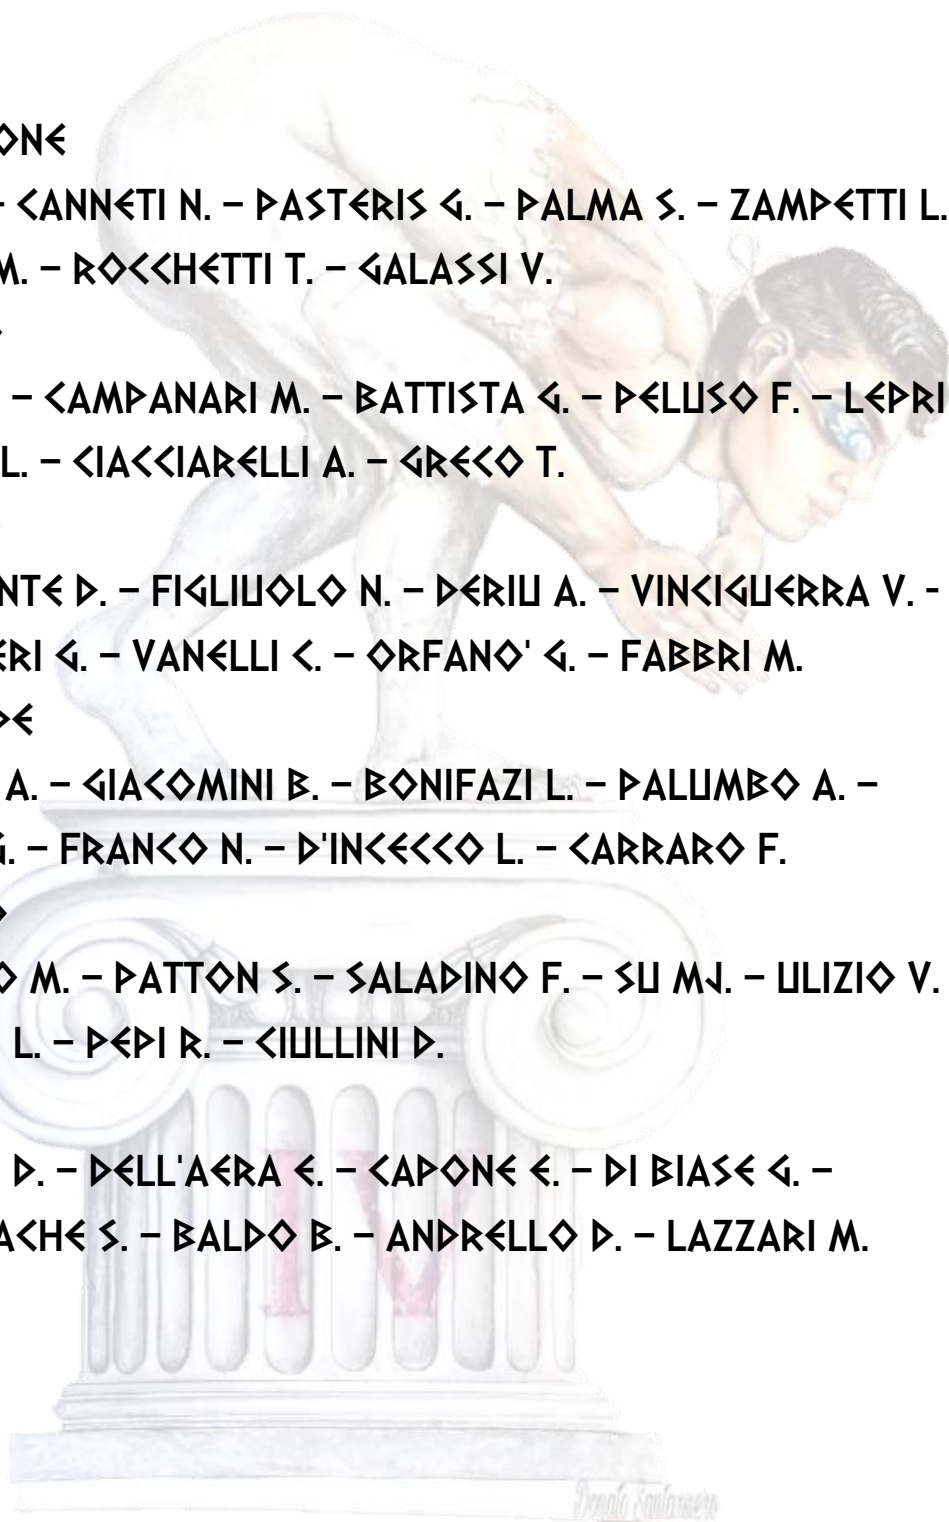 ONE
– CANNETI N. – PASTERIS G. – PALMA S. – ZAMPETTI L.
M. – ROCCHETTI T. – GALASSI V.
– CAMPANARI M. – BATTISTA G. – PELUSO F. – LEPRI
L. – CIACCIARELLI A. – GRECO T.
NTE D. – FIGLIUOLO N. – DERIU A. – VINCIGUERRA V. -
ERI G. – VANELLI C. – ORFANO' G. – FABBRI M.
A. – GIACOMINI B. – BONIFAZI L. – PALUMBO A. –
G. – FRANCO N. – D'INCECCO L. – CARRARO F.
O M. – PATTON S. – SALADINO F. – SU MJ. – ULIZIO V.
L. – PEPI R. – CIULLINI D.
D. – DELL'AERA E. – CAPONE E. – DI BIASE G. –
ACHE S. – BALDO B. – ANDRELLO D. – LAZZARI M.
IV